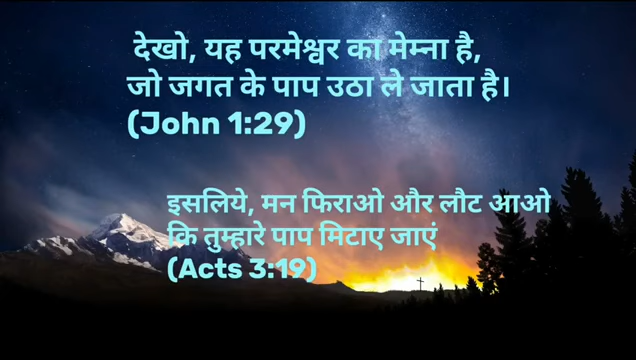 देखो, यह परमेश्वर का मेम्ना है,
जो जगत के पाप उठा ले जाता है।
(John 1:29)
इसलिये, मन फिराओ और लौट आओ
कि तुम्हारे पाप मिटाए जाएं
(Acts 3:19)